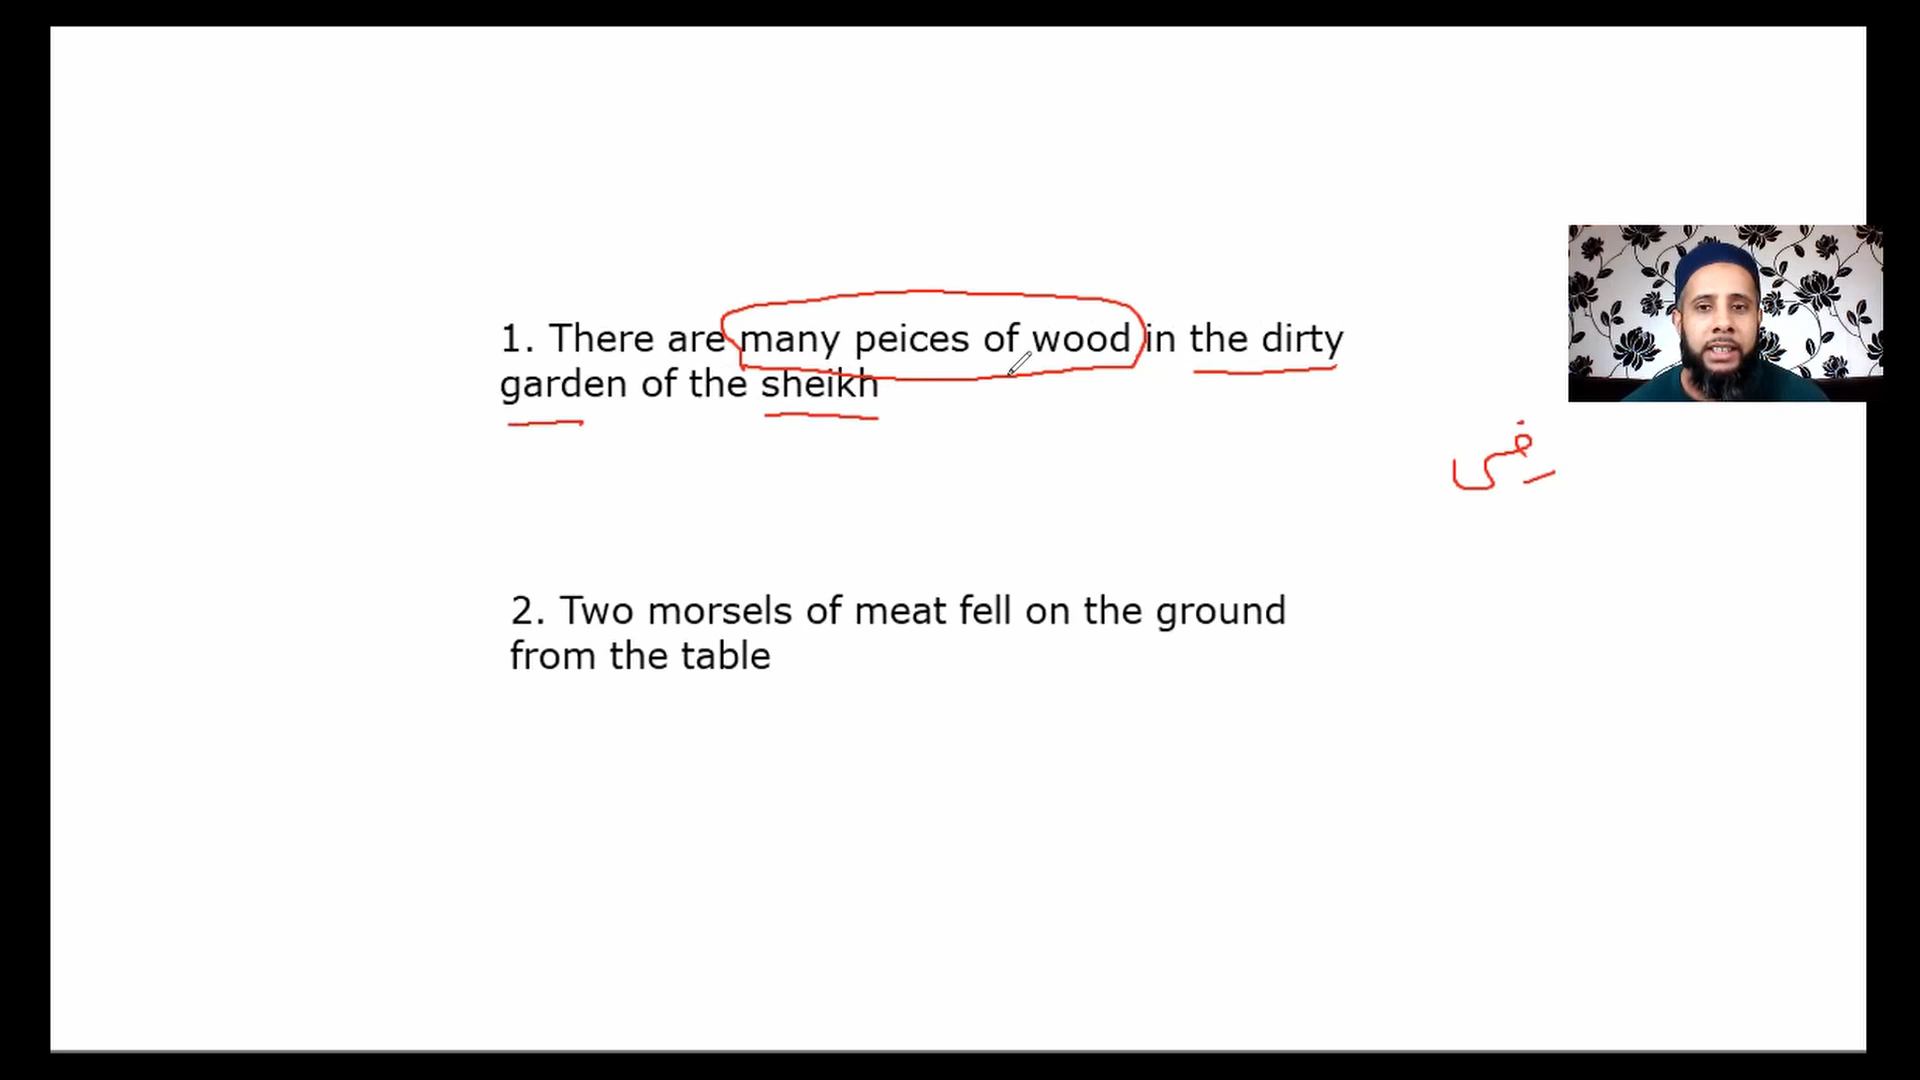 1. There are many peices of wood in the dirty
garden of the sheikh
فِى
2. Two morsels of meat fell on the ground
from the table